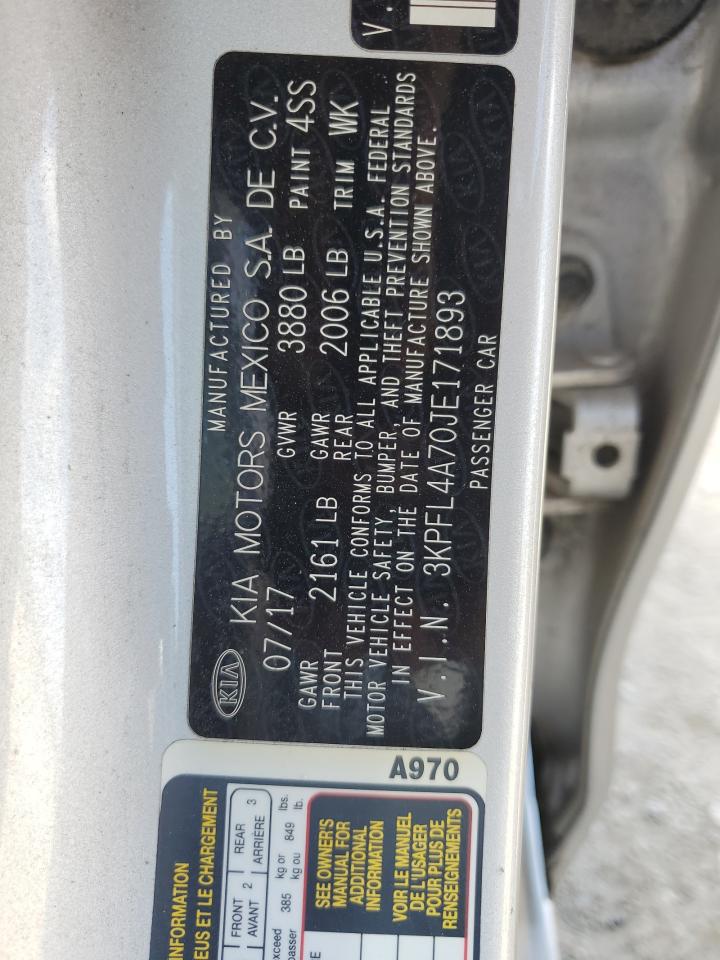 V.
MANUFACTURED BY
KIA KIA MOTORS MEXICO S.A. DE C.V.
07/17 GVWR 3880 LB PAINT 4SS
GAWR FRONT 2161 LB GAWR REAR 2006 LB TRIM WK
THIS VEHICLE CONFORMS TO ALL APPLICABLE U.S.A. FEDERAL
MOTOR VEHICLE SAFETY, BUMPER, AND THEFT PREVENTION STANDARDS
IN EFFECT ON THE DATE OF MANUFACTURE SHOWN ABOVE.
V.I.N. 3KPFL4A70JE171893
PASSENGER CAR
A970
INFORMATION
EUS ET LE CHARGEMENT
FRONT 2 REAR 3
AVANT ARRIÈRE
xceed 385 kg or 849 lbs.
passer kg ou lb.
SEE OWNER'S
MANUAL FOR
ADDITIONAL
INFORMATION
VOIR LE MANUEL
DE L'USAGER
POUR PLUS DE
RENSEIGNEMENTS
E